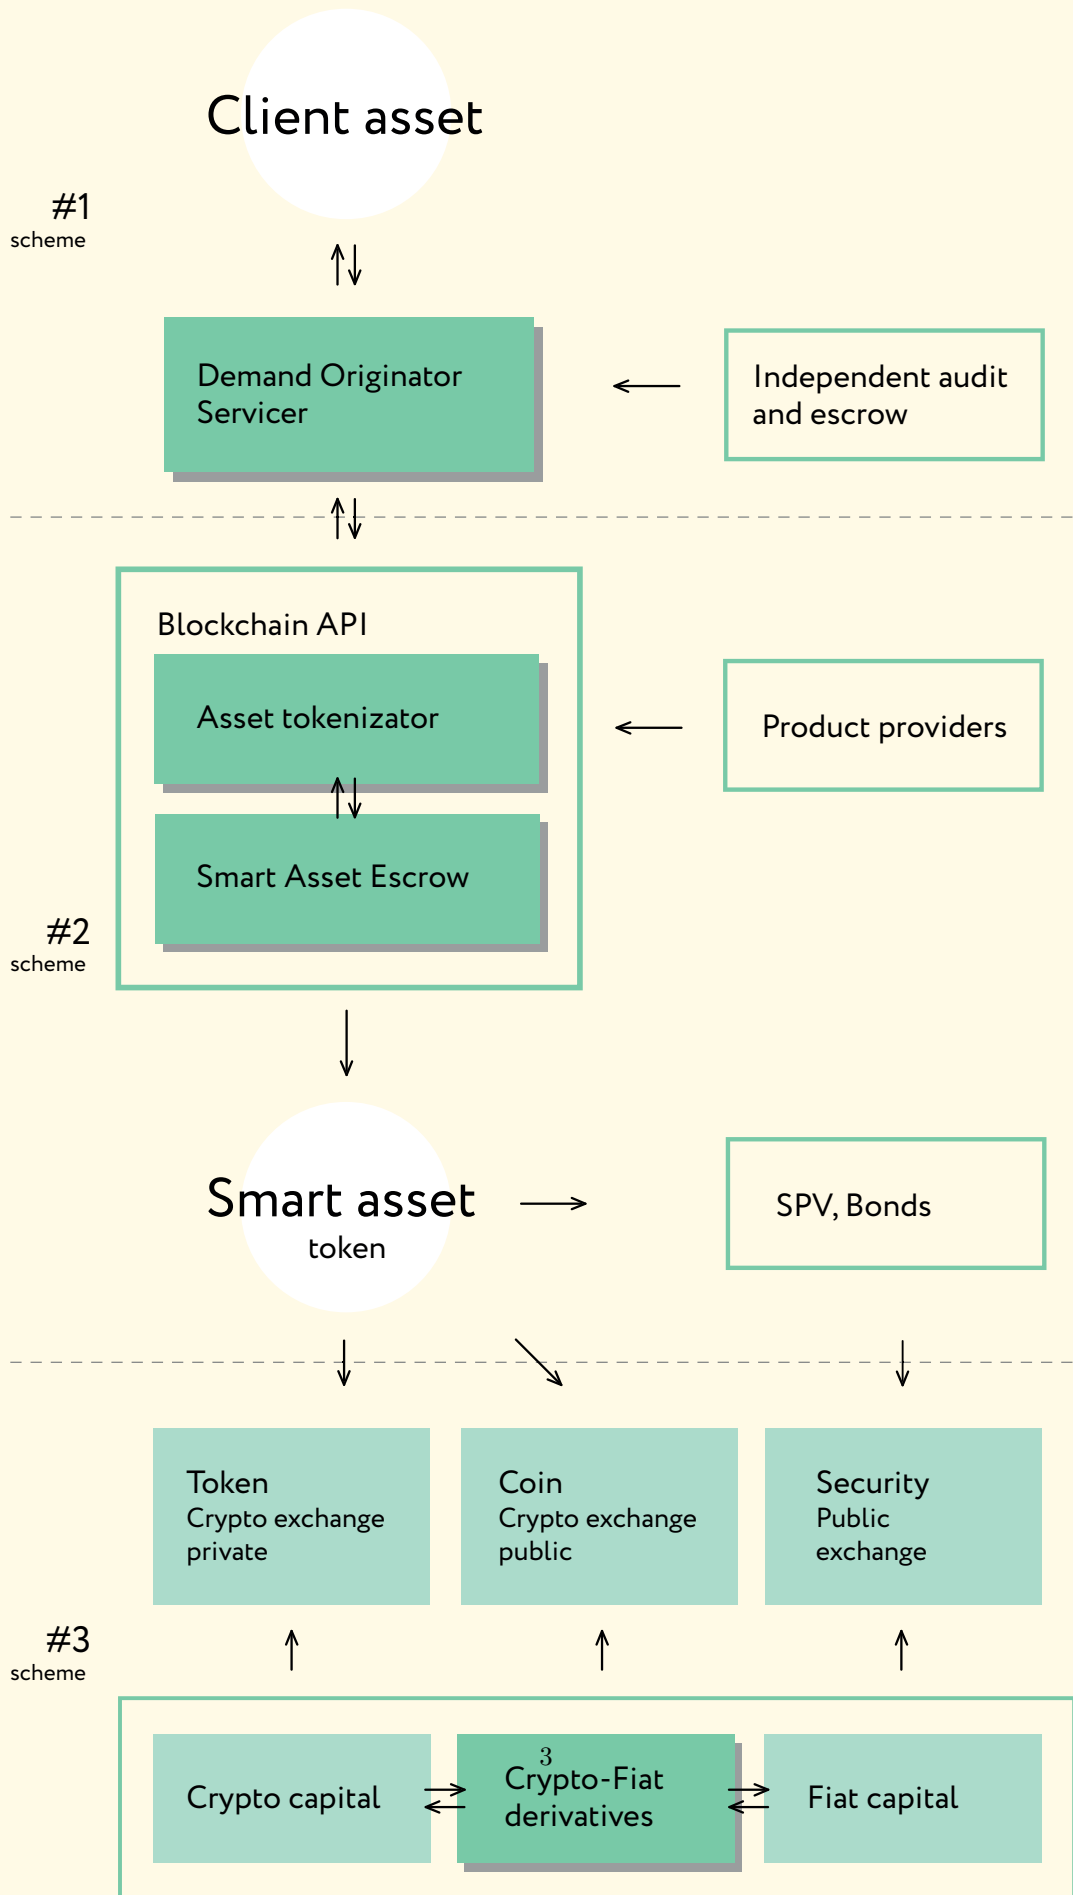 Client asset
#1
scheme
Demand Originator
Servicer
Independent audit
and escrow
Blockchain API
Asset tokenizator
Product providers
Smart Asset Escrow
#2
scheme
Smart asset
token
SPV, Bonds
Token
Crypto exchange
private
Coin
Crypto exchange
public
Security
Public
exchange
#3
scheme
Crypto capital
3
Crypto-Fiat
derivatives
Fiat capital